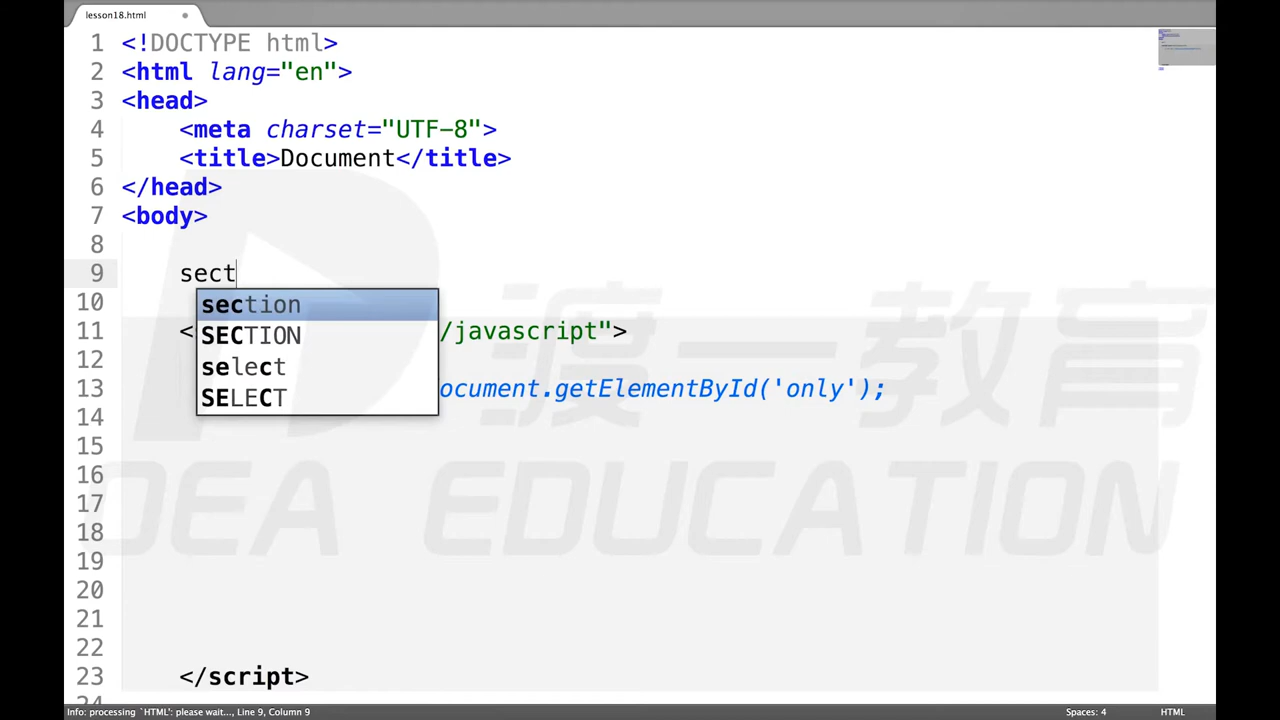 lesson18.html
1 <!DOCTYPE html>
2 <html lang="en">
3 <head>
4 <meta charset="UTF-8">
5 <title>Document</title>
6 </head>
7 <body>
8
9 sect
section
SECTION
select
SELECT
10
11 < /javascript">
12
13 ocument.getElementById('only');
14
15
16
17
18
19
20
21
22
23 </script>
24
渡一教育
DEA EDUCATION
Info: processing `HTML': please wait..., Line 9, Column 9
Spaces: 4
HTML